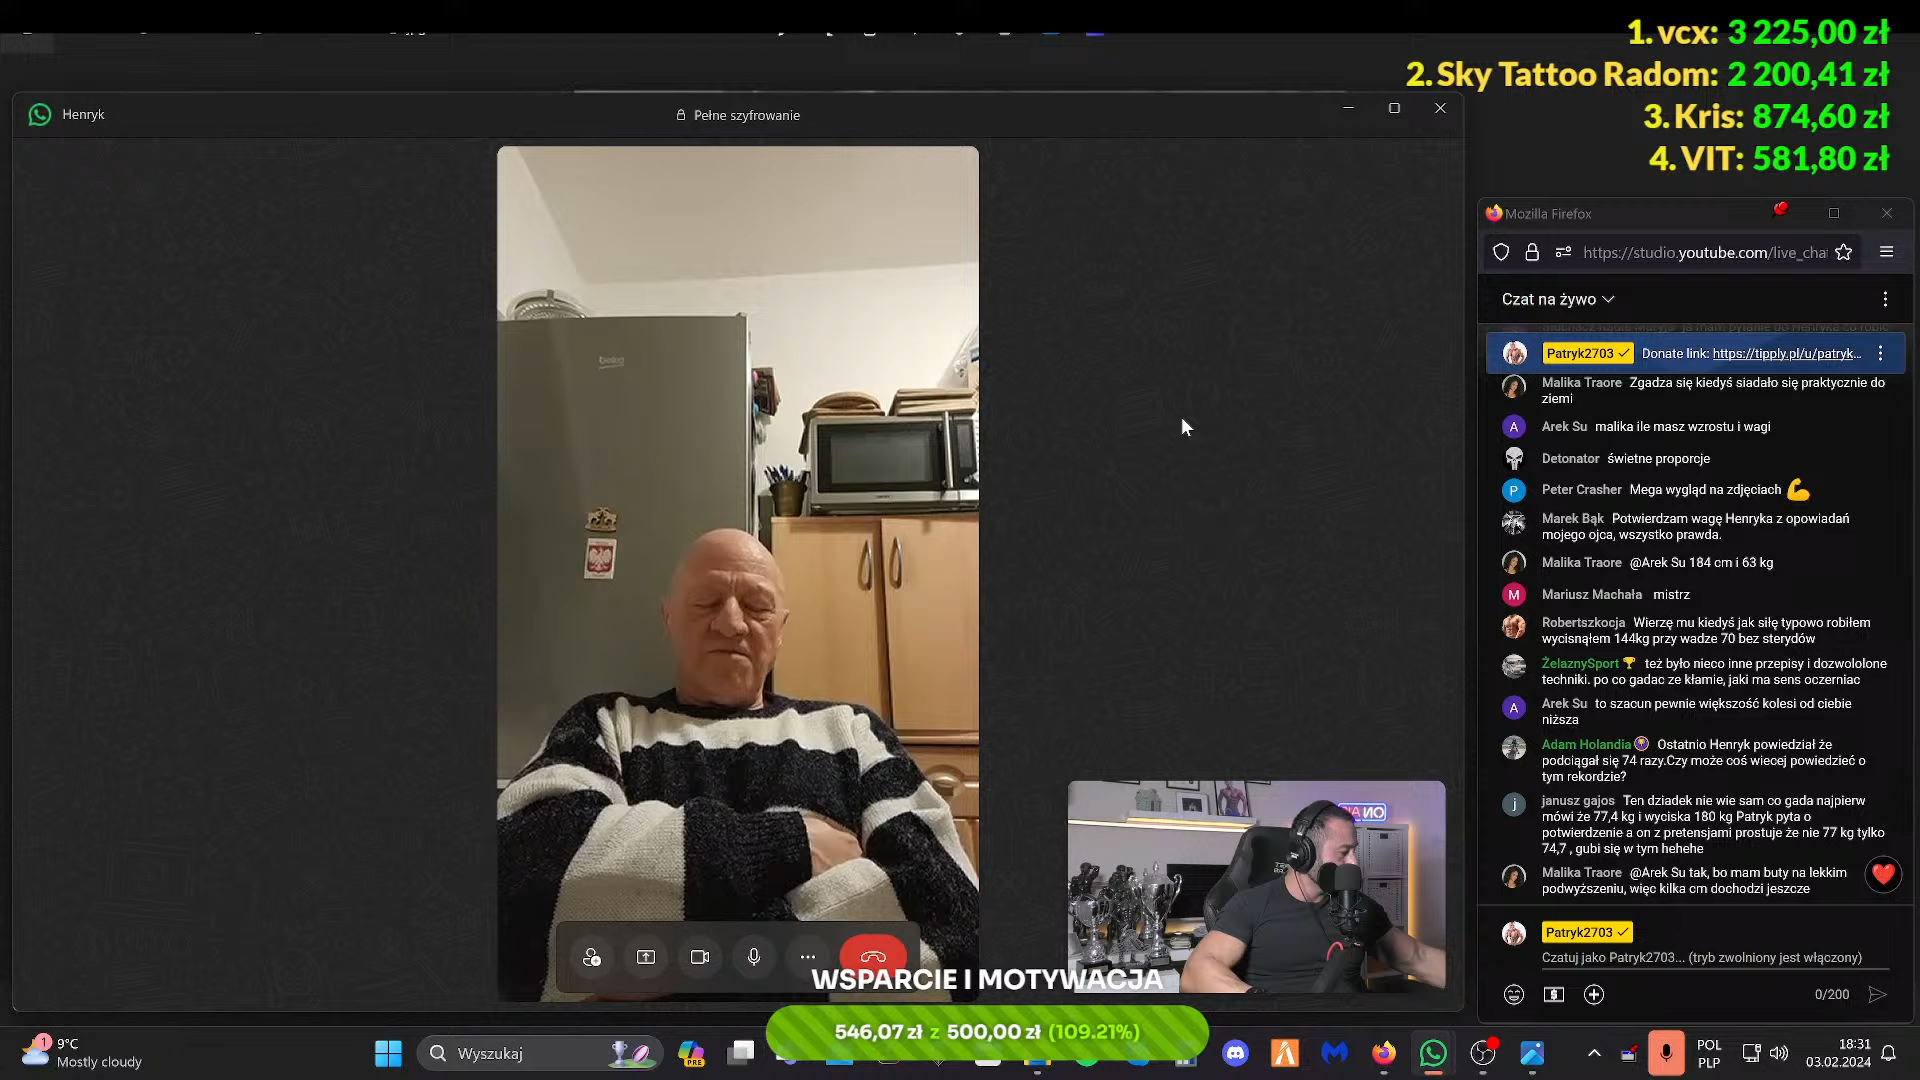 1. vcx: 3 225,00 zł
2. Sky Tattoo Radom: 2 200,41 zł
3. Kris: 874,60 zł
4. VIT: 581,80 zł
Henryk
Pełne szyfrowanie
beko
Mozilla Firefox
https://studio.youtube.com/live_cha
Czat na żywo
Patryk2703 Donate link: https://tipply.pl/u/patryk...
Malika Traore Zgadza się kiedyś siadało się praktycznie do
ziemi
A
Arek Su malika ile masz wzrostu i wagi
Detonator świetne proporcje
P
Peter Crasher Mega wygląd na zdjęciach 💪
Marek Bąk Potwierdzam wagę Henryka z opowiadań
mojego ojca, wszystko prawda.
Malika Traore @Arek Su 184 cm i 63 kg
M
Mariusz Machała mistrz
Robertszkocja Wierzę mu kiedyś jak siłę typowo robiłem
wycisnąłem 144kg przy wadze 70 bez sterydów
ŻelaznySport 🏆 też było nieco inne przepisy i dozwololone
techniki. po co gadac ze kłamie, jaki ma sens oczerniac
A
Arek Su to szacun pewnie większość kolesi od ciebie
niższa
Adam Holandia Ostatnio Henryk powiedział że
podciągał się 74 razy.Czy może coś wiecej powiedzieć o
tym rekordzie?
j
janusz gajos Ten dziadek nie wie sam co gada najpierw
mówi że 77,4 kg i wyciska 180 kg Patryk pyta o
potwierdzenie a on z pretensjami prostuje że nie 77 kg tylko
74,7 , gubi się w tym hehehe
Malika Traore @Arek Su tak, bo mam buty na lekkim
podwyższeniu, więc kilka cm dochodzi jeszcze
Patryk2703
Czatuj jako Patryk2703... (tryb zwolniony jest włączony)
0/200
WSPARCIE I MOTYWACJA
546,07 zł z 500,00 zł (109.21%)
1
9°C
Mostly cloudy
Wyszukaj
PRE
POL
PLP
18:31
03.02.2024